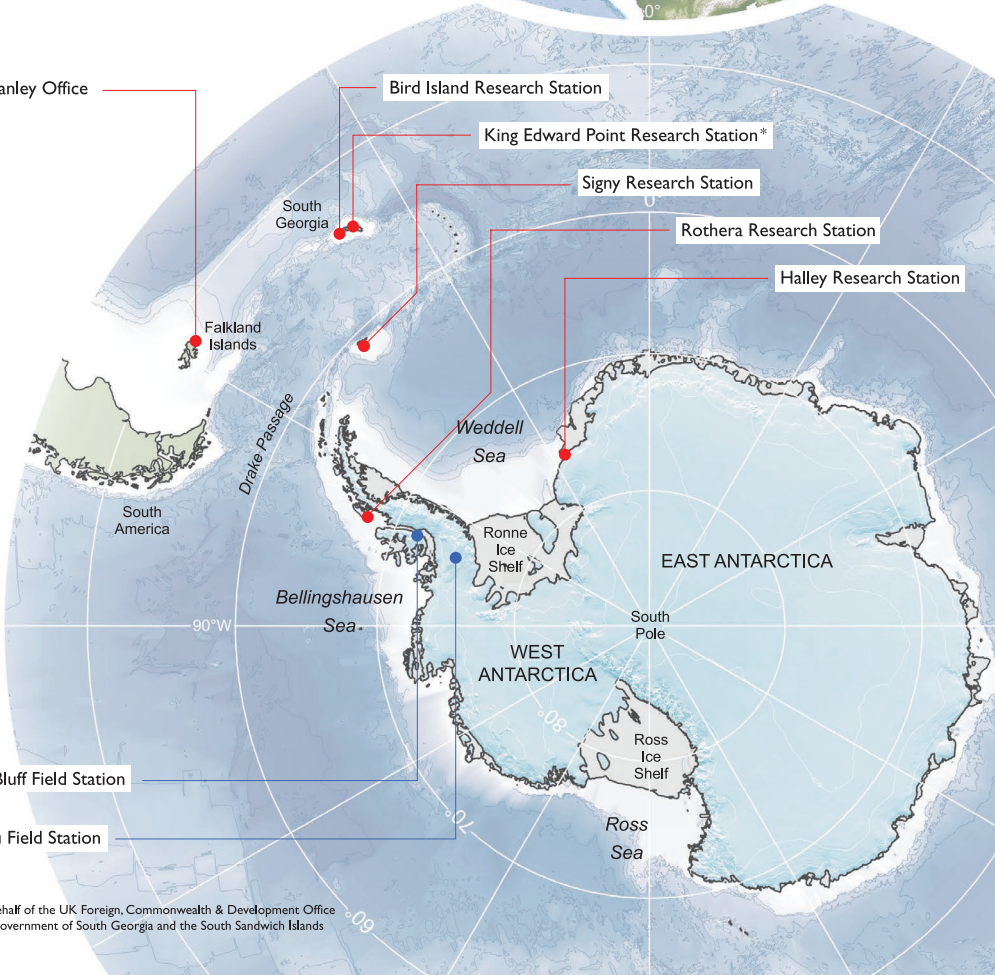 0°
anley Office
Bird Island Research Station
King Edward Point Research Station*
Signy Research Station
South
Georgia
0°
Rothera Research Station
Halley Research Station
Falkland
Islands
Drake Passage
Weddell
Sea
South
America
Ronne
Ice
Shelf
EAST ANTARCTICA
Bellingshausen
Sea
90°W
South
Pole
WEST
ANTARCTICA
80°
Ross
Ice
Shelf
Bluff Field Station
70°
Ross
Sea
Field Station
60°
ehalf of the UK Foreign, Commonwealth & Development Office
overnment of South Georgia and the South Sandwich Islands